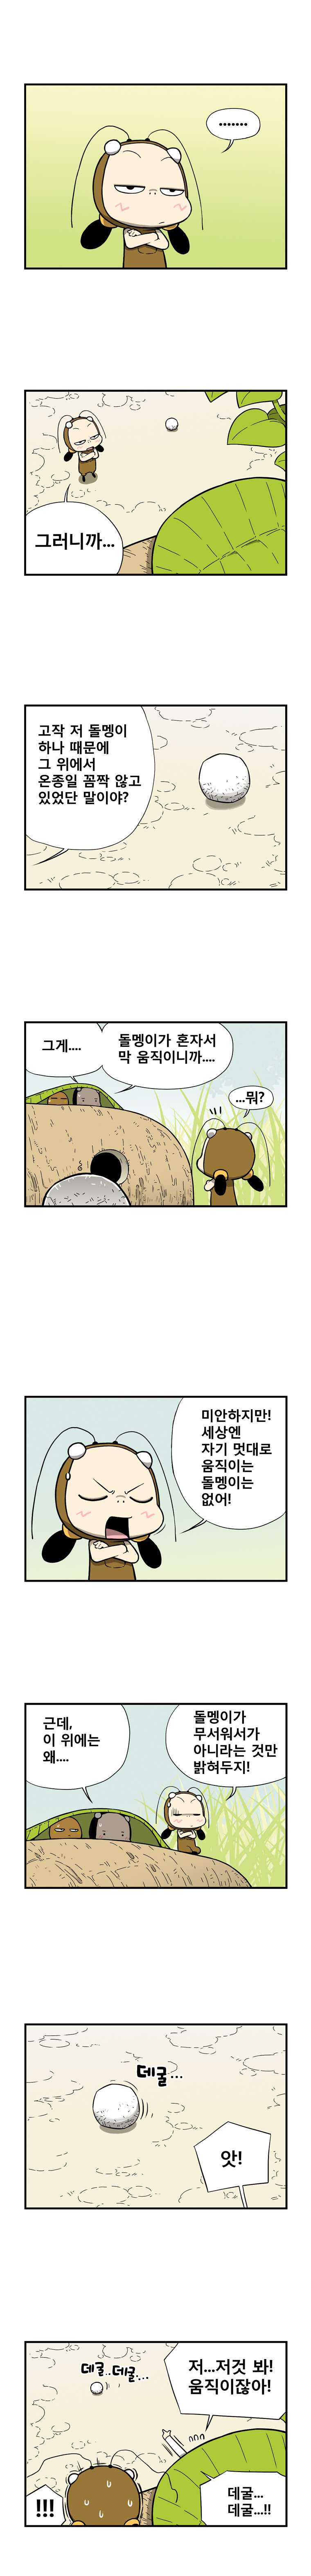 .......
그러니까...
고작 저 돌멩이
하나 때문에
그 위에서
온종일 꼼짝 않고
있었단 말이야?
그게....
돌멩이가 혼자서
막 움직이니까....
...뭐?
미안하지만!
세상엔
자기 멋대로
움직이는
돌멩이는
없어!
근데,
이 위에는
왜....
돌멩이가
무서워서가
아니라는 것만
밝혀두지!
데굴...
앗!
저...저것 봐!
움직이잖아!
데굴..데굴...
데굴...
데굴...!!
!!!